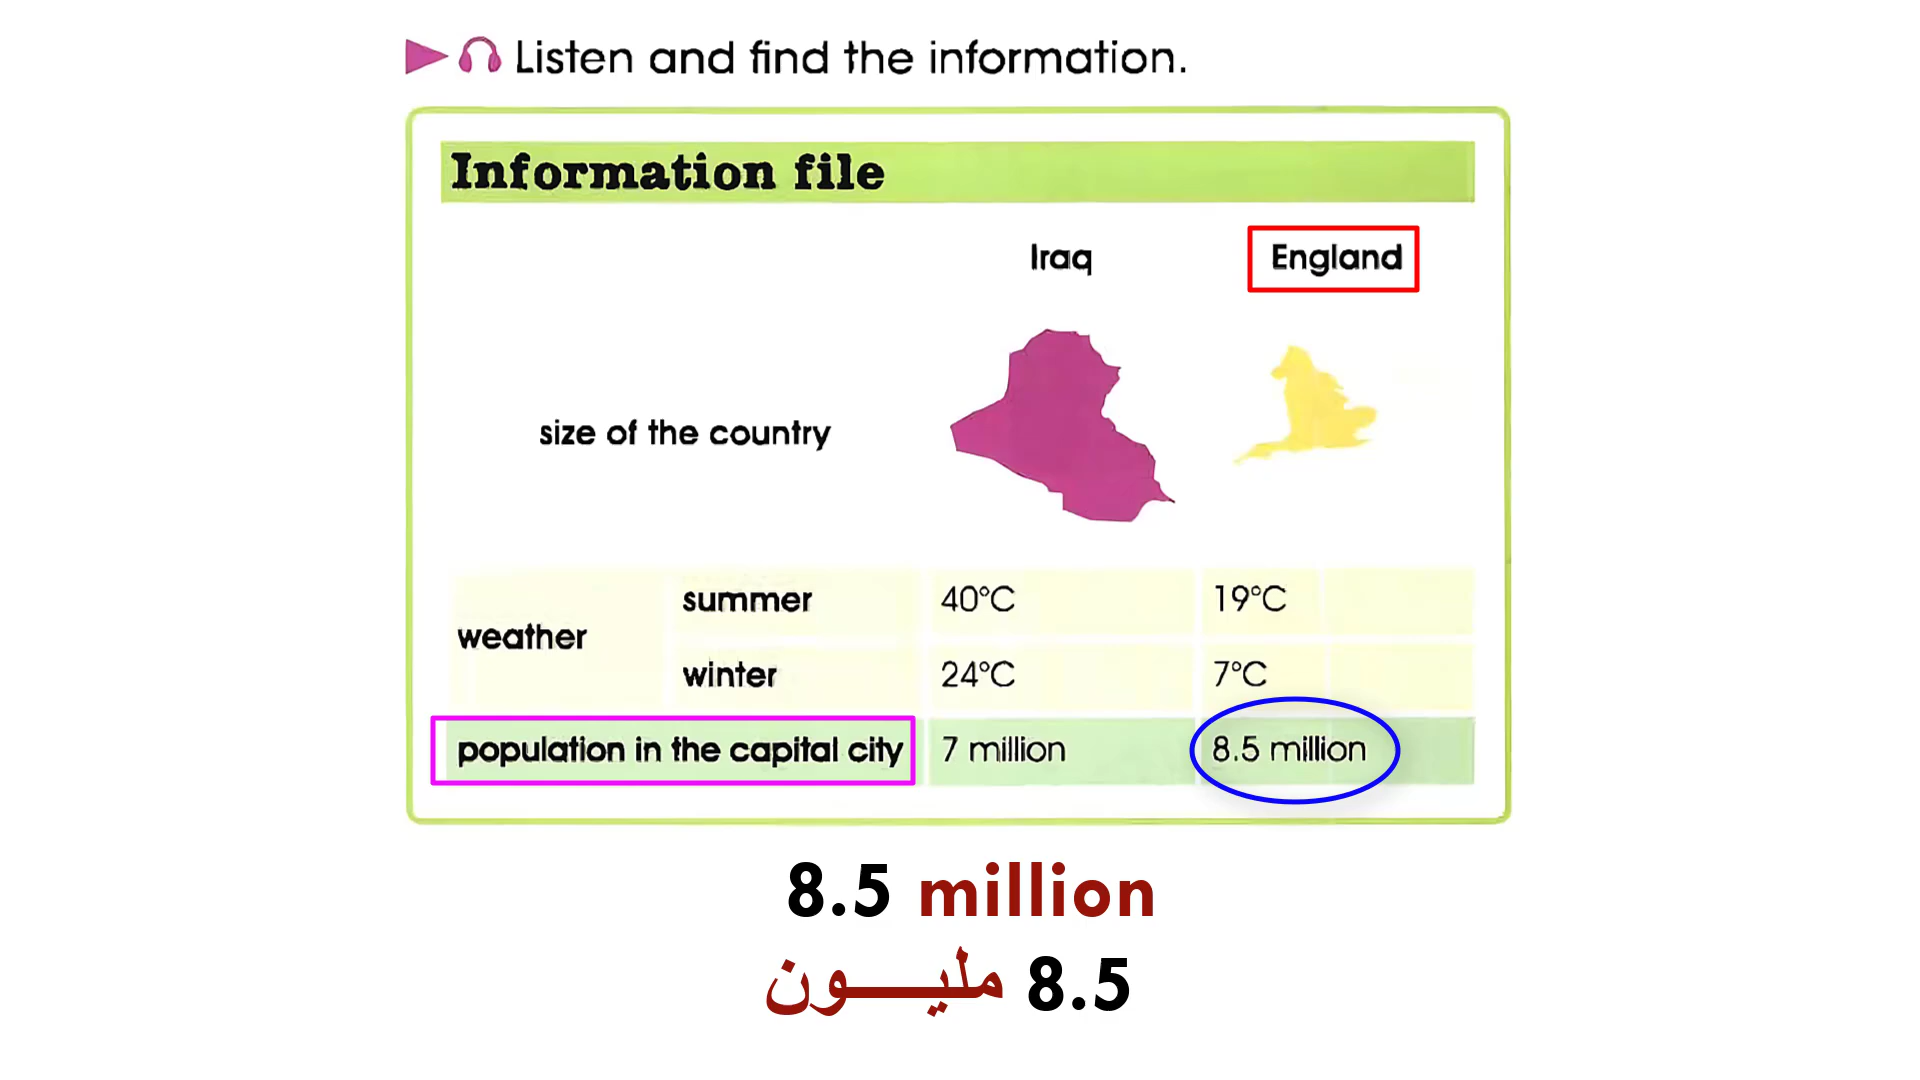 Listen and find the information.
Information file
Iraq England
size of the country
weather
summer 40°C 19°C
winter 24°C 7°C
population in the capital city 7 million 8.5 million
8.5 million
8.5 مليـــــون